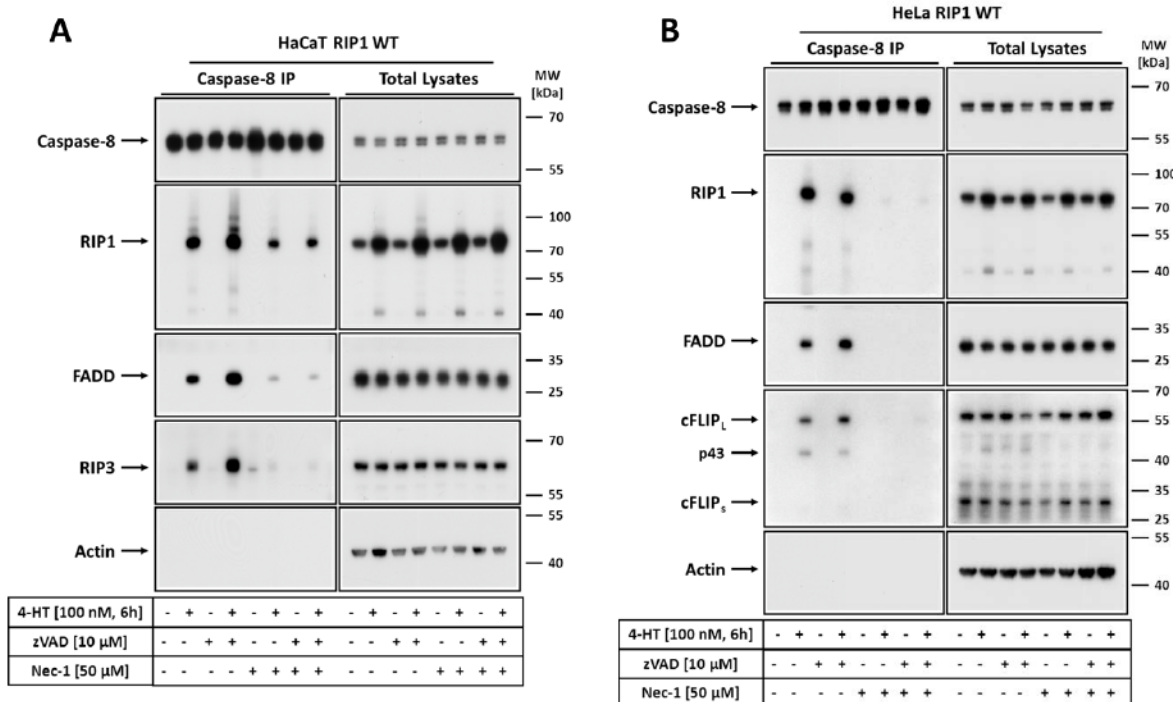 A
HaCaT RIP1 WT
Caspase-8 IP Total Lysates MW [kDa]
Caspase-8 70 55
RIP1 100 70 55 40
FADD 35 25
RIP3 70 55
Actin 55 40
4-HT [100 nM, 6h] - + - + - + - + - + - + - + - +
zVAD [10 µM] - - + + - - + + - - + + - - + +
Nec-1 [50 µM] - - - - + + + + - - - - + + + +
B
HeLa RIP1 WT
Caspase-8 IP Total Lysates MW [kDa]
Caspase-8 70 55
RIP1 100 70 55 40
FADD 35 25
cFLIPL 70 55
p43 40
cFLIPs 35 25
Actin 55 40
4-HT [100 nM, 6h] - + - + - + - + - + - + - + - +
zVAD [10 µM] - - + + - - + + - - + + - - + +
Nec-1 [50 µM] - - - - + + + + - - - - + + + +